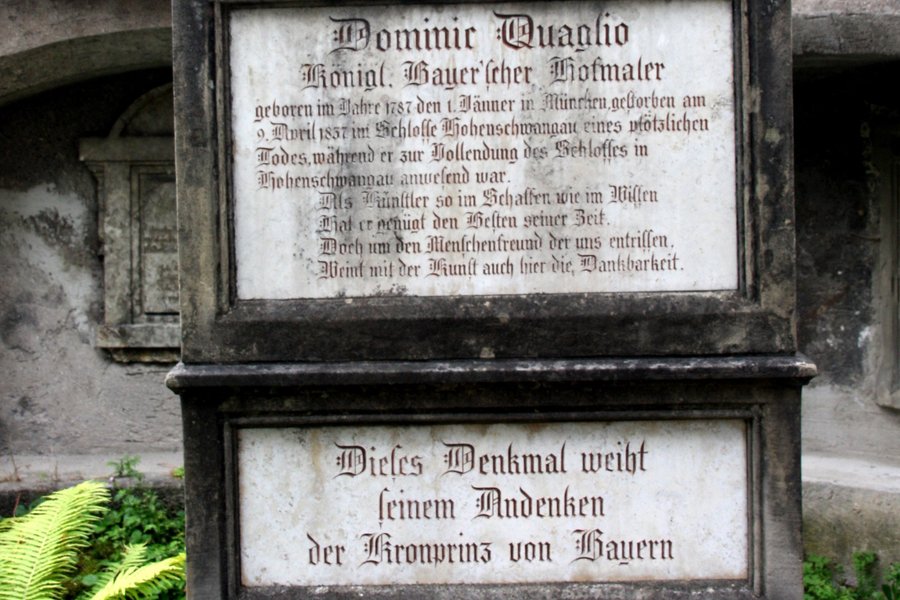 Dominic Quaglio
Königl. Bayer'scher Hofmaler
geboren im Jahre 1787 den 1. Jänner in München, gestorben am
9. April 1837 im Schlosse Hohenschwangau eines plötzlichen
Todes, während er zur Vollendung des Schlosses in
Hohenschwangau anwesend war.
Als Künstler so im Schaffen wie im Wissen
Hat er genügt den Besten seiner Zeit.
Doch um den Menschenfreund der uns entrissen,
Weint mit der Kunst auch hier die Dankbarkeit.
Dieses Denkmal weiht
seinem Andenken
der Kronprinz von Bayern